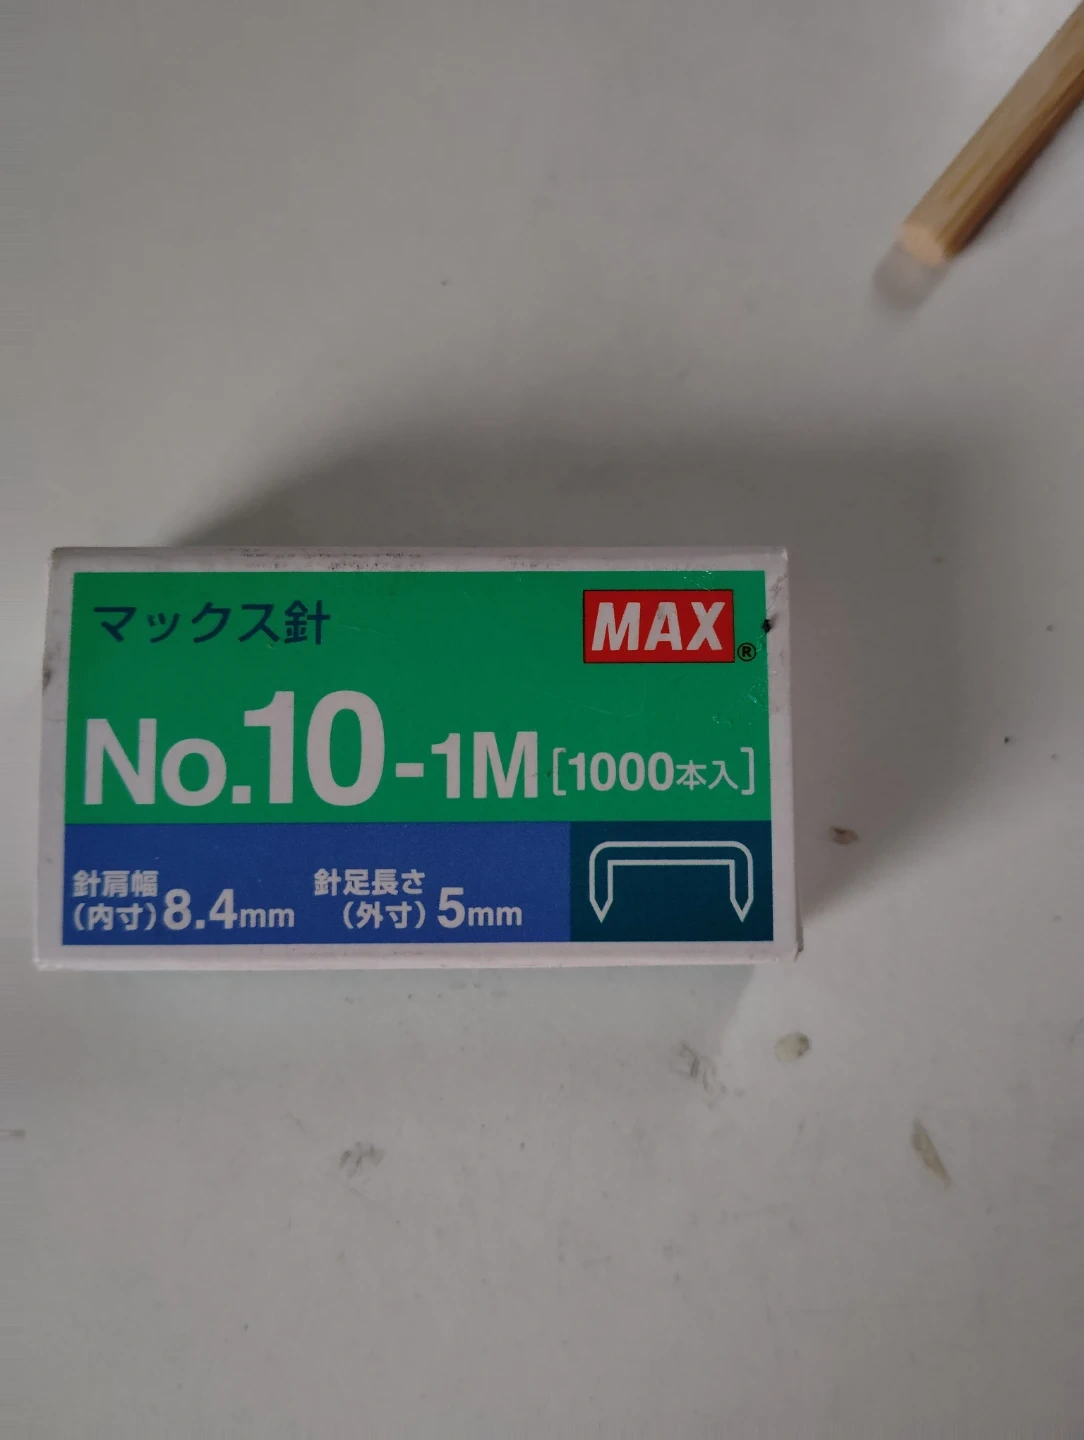 マックス針
MAX®
No.10-1M[1000本入]
針肩幅(内寸)8.4mm 針足長さ(外寸)5mm